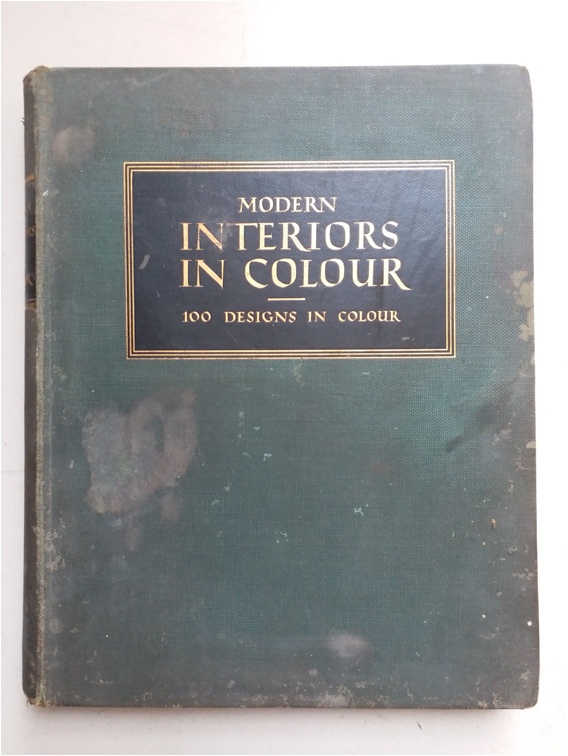 MODERN
INTERIORS
IN COLOUR
100 DESIGNS IN COLOUR